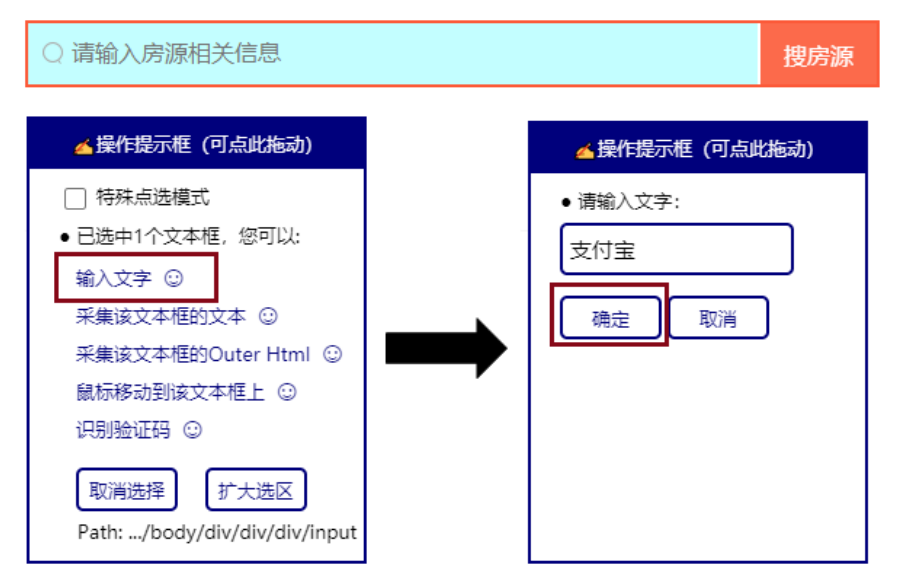 请输入房源相关信息
搜房源
操作提示框（可点此拖动）
特殊点选模式
● 已选中1个文本框，您可以:
输入文字 ☺
采集该文本框的文本 ☺
采集该文本框的Outer Html ☺
鼠标移动到该文本框上 ☺
识别验证码 ☺
取消选择 扩大选区
Path: .../body/div/div/div/input
操作提示框（可点此拖动）
● 请输入文字：
支付宝
确定 取消